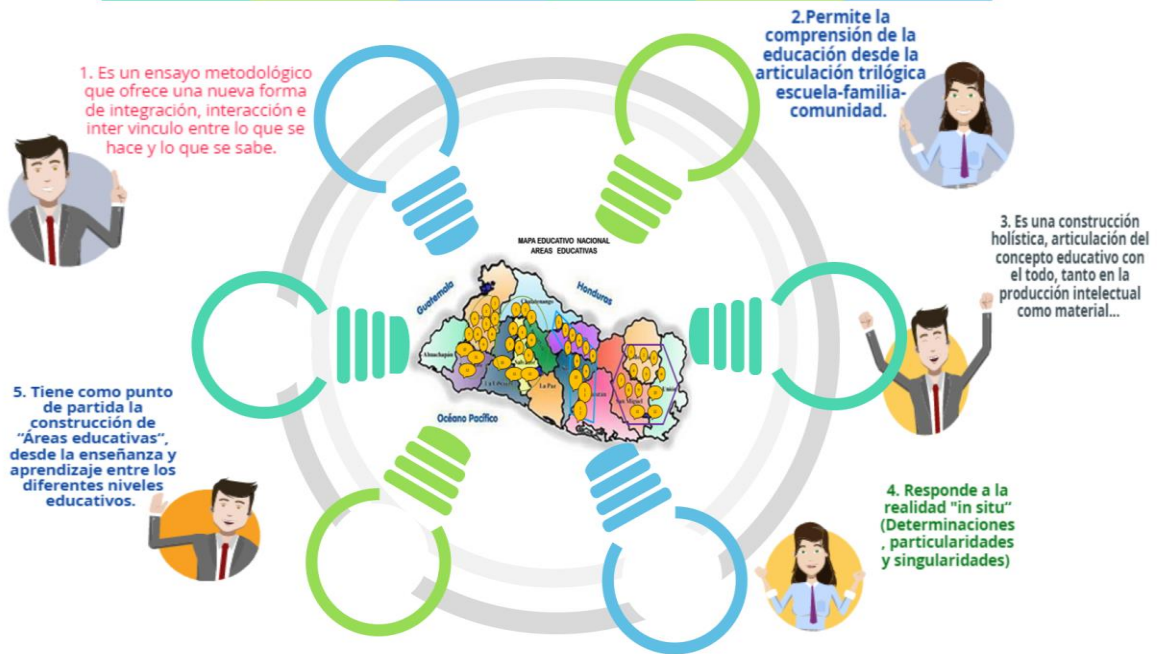 1. Es un ensayo metodológico
que ofrece una nueva forma
de integración, interacción e
inter vinculo entre lo que se
hace y lo que se sabe.
2.Permite la
comprensión de la
educación desde la
articulación trilógica
escuela-familia-
comunidad.
3. Es una construcción
holística, articulación del
concepto educativo con
el todo, tanto en la
producción intelectual
como material...
MAPA EDUCATIVO NACIONAL
AREAS EDUCATIVAS
Guatemala
Honduras
Chalatenango
Ahuachapán
La Paz
San Miguel
Océano Pacífico
5. Tiene como punto
de partida la
construcción de
“Áreas educativas”,
desde la enseñanza y
aprendizaje entre los
diferentes niveles
educativos.
4. Responde a la
realidad "in situ“
(Determinaciones
, particularidades
y singularidades)